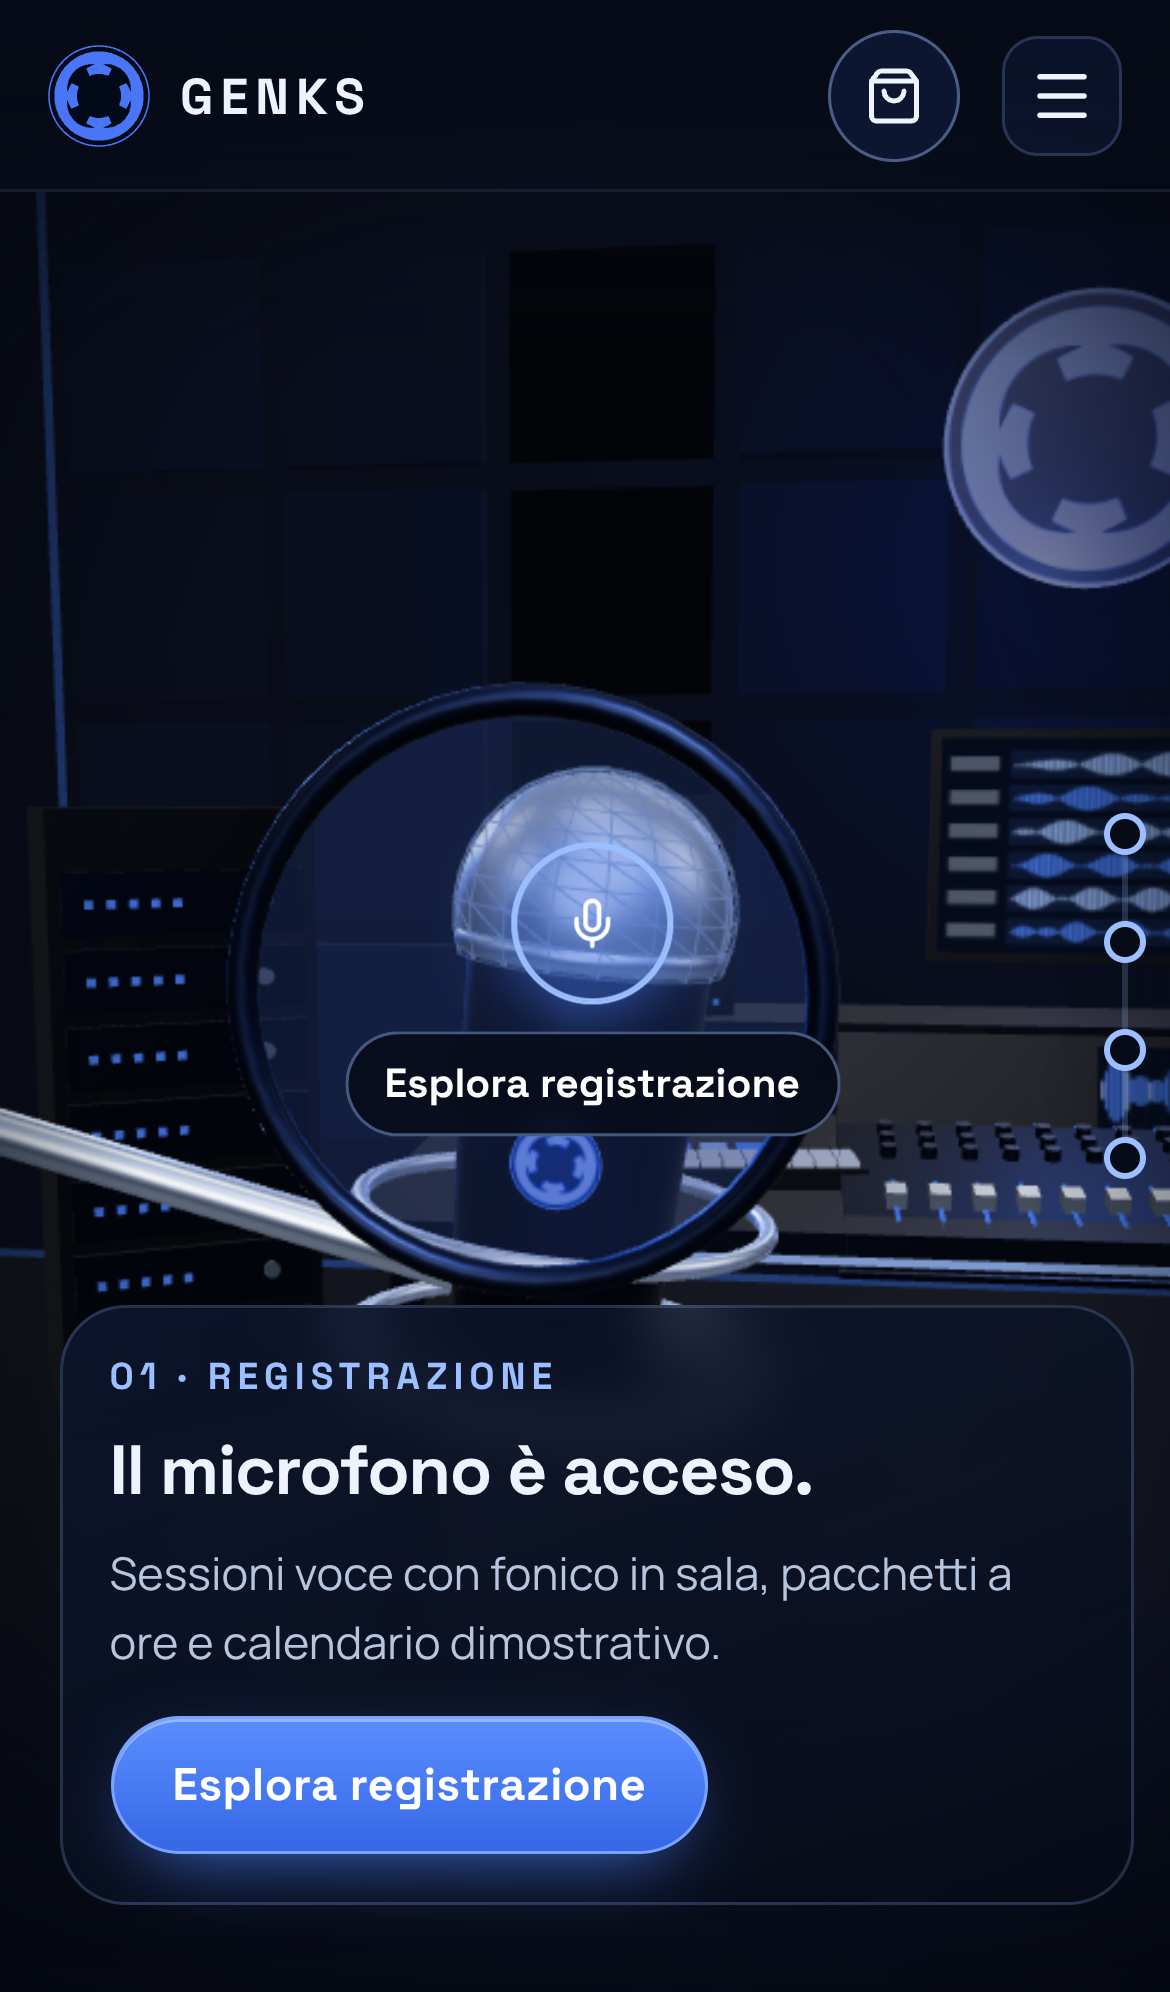 GENKS
Esplora registrazione
01 · REGISTRAZIONE
Il microfono è acceso.
Sessioni voce con fonico in sala, pacchetti a
ore e calendario dimostrativo.
Esplora registrazione